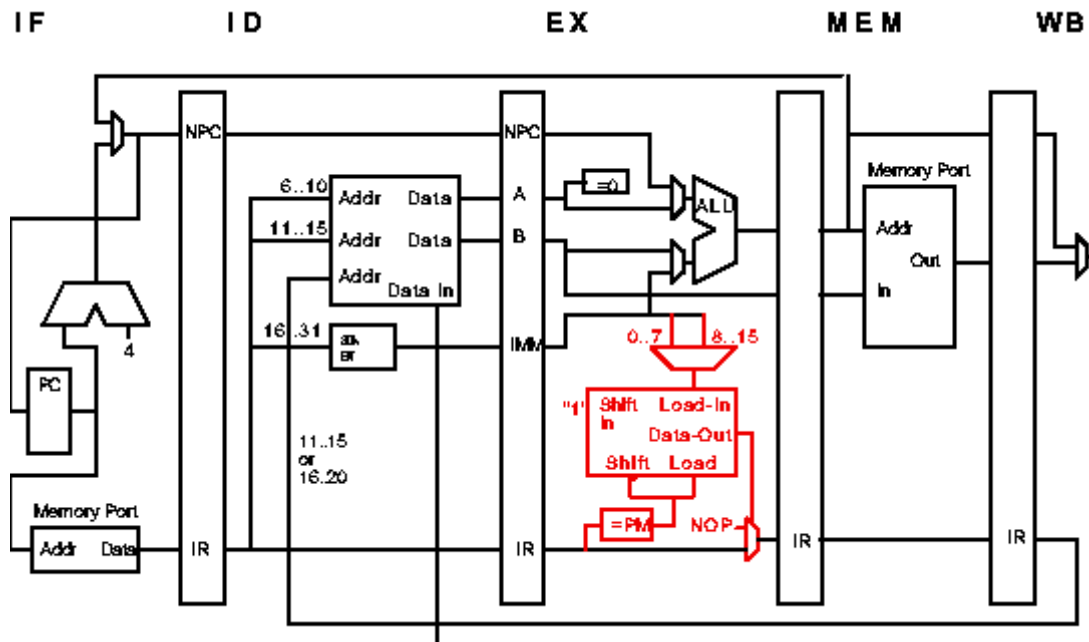 IF ID EX MEM WB
NPC NPC
Memory Port
6..10 Addr Data A =0 ALU
11..15 Addr Data B Addr
Addr Out
Data In In
4 16..31 IMM 0..7 8..15
PC
"1" Shift In Load-In
Data-Out
11..15
or
16.20
Shift Load
Memory Port
=PM NOP
Addr Data IR IR IR IR